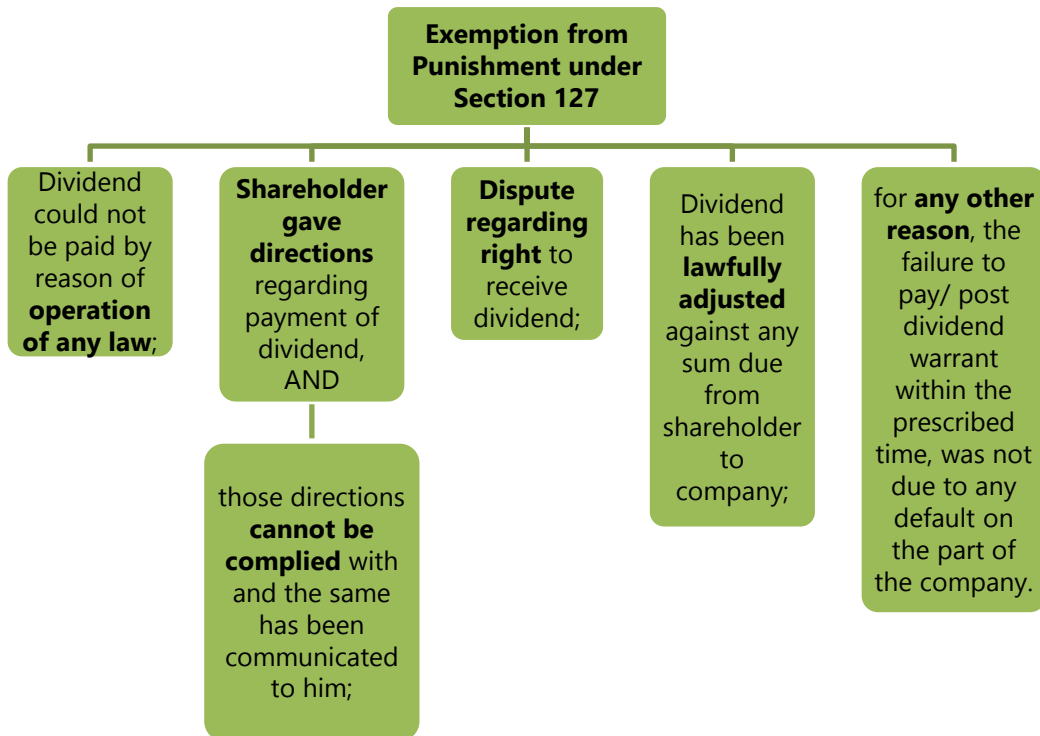 Exemption from
Punishment under
Section 127
Dividend
could not
be paid by
reason of
operation
of any law;
Shareholder
gave
directions
regarding
payment of
dividend,
AND
those directions
cannot be
complied with
and the same
has been
communicated
to him;
Dispute
regarding
right to
receive
dividend;
Dividend
has been
lawfully
adjusted
against any
sum due
from
shareholder
to
company;
for any other
reason, the
failure to
pay/ post
dividend
warrant
within the
prescribed
time, was not
due to any
default on
the part of
the company.